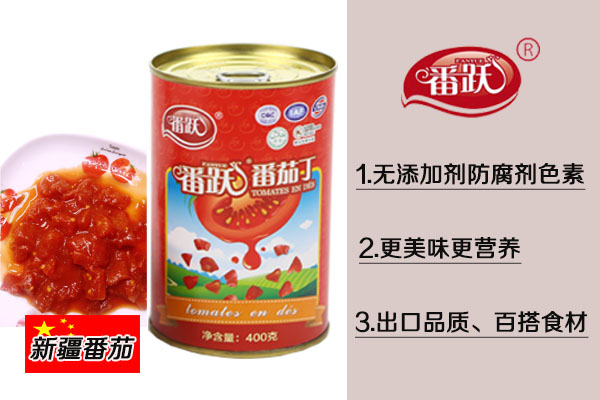 番跃
FANYUE
®
1.无添加剂防腐剂色素
2.更美味更营养
3.出口品质、百搭食材
番跃
番跃 番茄丁
FANYUE
TOMATES EN DÉS
tomates en dés
净含量：400克
新疆番茄